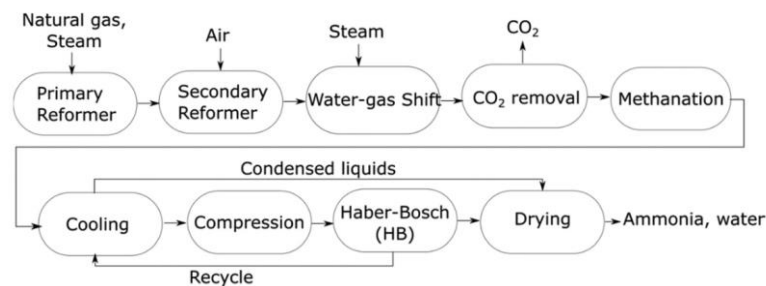 Natural gas,
Steam
Air
Steam
CO₂
Primary
Reformer
Secondary
Reformer
Water-gas Shift
CO₂ removal
Methanation
Condensed liquids
Cooling
Compression
Haber-Bosch
(HB)
Drying
Ammonia, water
Recycle